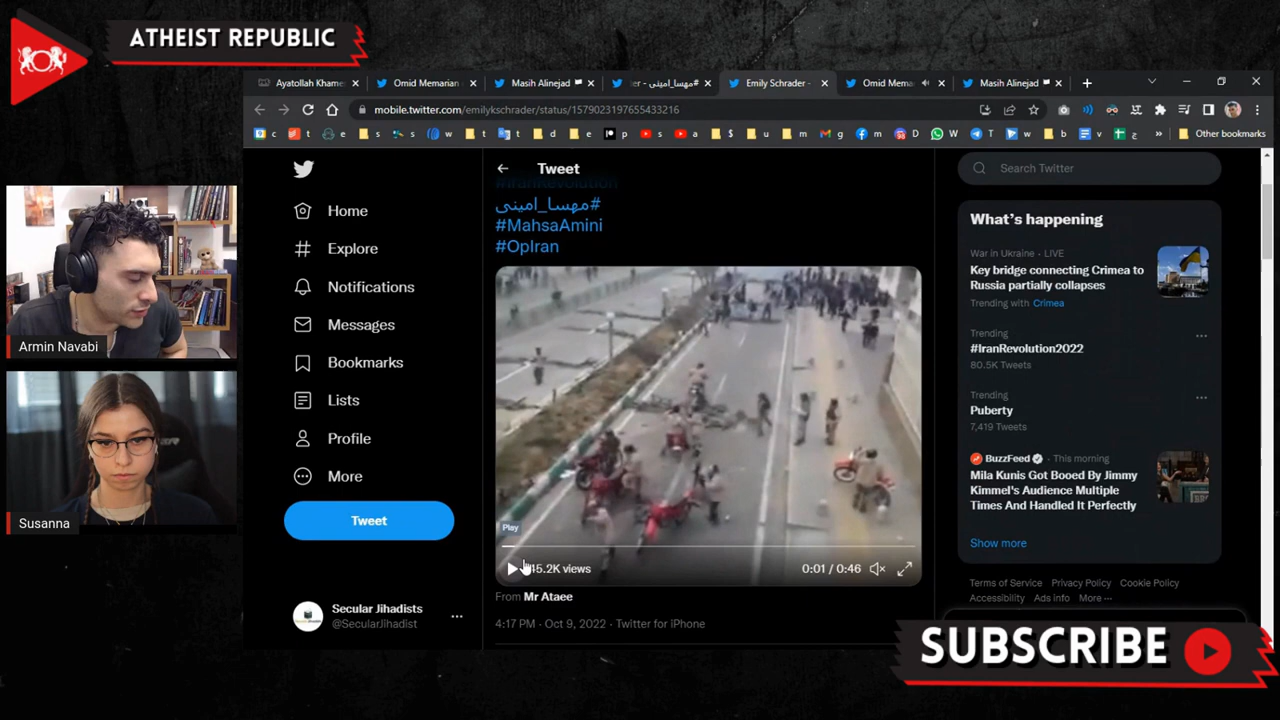 ATHEIST REPUBLIC
Ayatollah Khame
Omid Memarian
Masih Alinejad
#مهسا_امینی - ter
Emily Schrader -
Omid Mema
Masih Alinejad
mobile.twitter.com/emilykschrader/status/1579023197655433216
c t e s s w t d e p s a $ u m g m D W T w b v c
Other bookmarks
Tweet
Search Twitter
Home
Explore
Notifications
Messages
Bookmarks
Lists
Profile
More
Tweet
Secular Jihadists
@SecularJihadist
#IranRevolution
#مهسا_امینی
#MahsaAmini
#OpIran
Play
45.2K views
0:01 / 0:46
From Mr Ataee
4:17 PM · Oct 9, 2022 · Twitter for iPhone
What's happening
War in Ukraine · LIVE
Key bridge connecting Crimea to
Russia partially collapses
Trending with Crimea
Trending
#IranRevolution2022
80.5K Tweets
Trending
Puberty
7,419 Tweets
BuzzFeed · This morning
Mila Kunis Got Booed By Jimmy
Kimmel's Audience Multiple
Times And Handled It Perfectly
Show more
Terms of Service Privacy Policy Cookie Policy
Accessibility Ads info More ···
Armin Navabi
Susanna
SUBSCRIBE